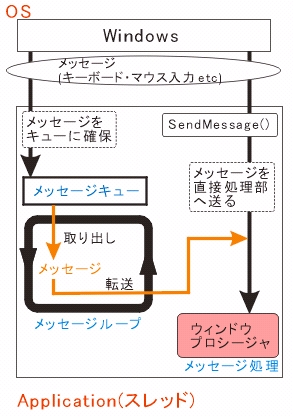 OS
Windows
メッセージ
(キーボード・マウス入力etc)
メッセージを
キューに確保
SendMessage()
メッセージを
直接処理部
へ送る
メッセージキュー
取り出し
メッセージ
転送
メッセージループ
ウィンドウ
プロシージャ
メッセージ処理
Application(スレッド)